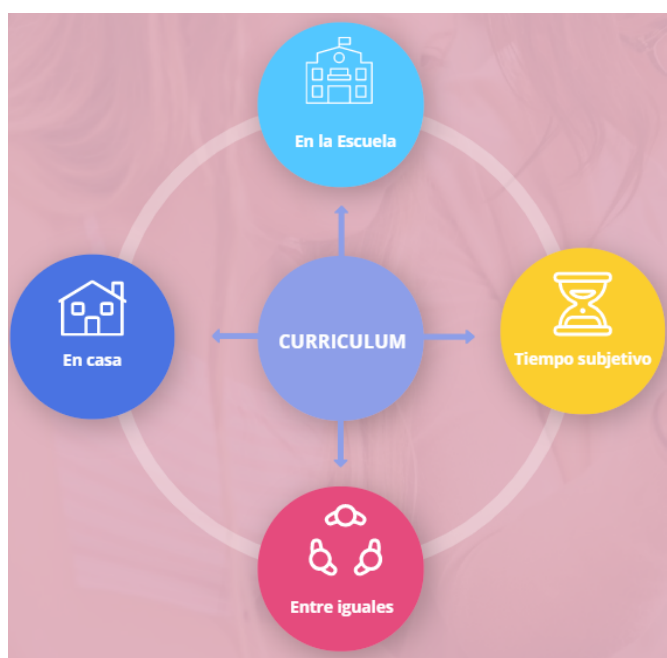 En la Escuela
En casa
CURRICULUM
Tiempo subjetivo
Entre iguales